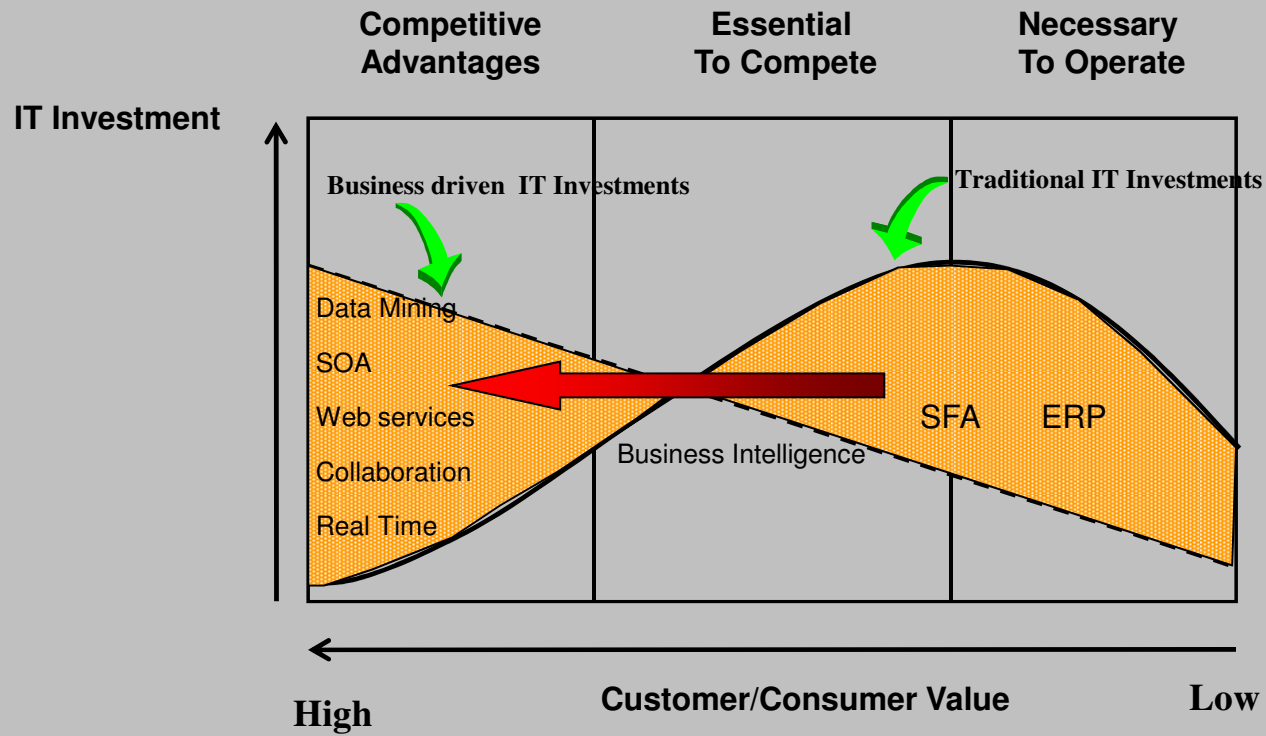 Competitive
Advantages
Essential
To Compete
Necessary
To Operate
IT Investment
Business driven  IT Investments
Traditional IT Investments
Data Mining
SOA
Web services
Collaboration
Real Time
Business Intelligence
SFA
ERP
High
Customer/Consumer Value
Low